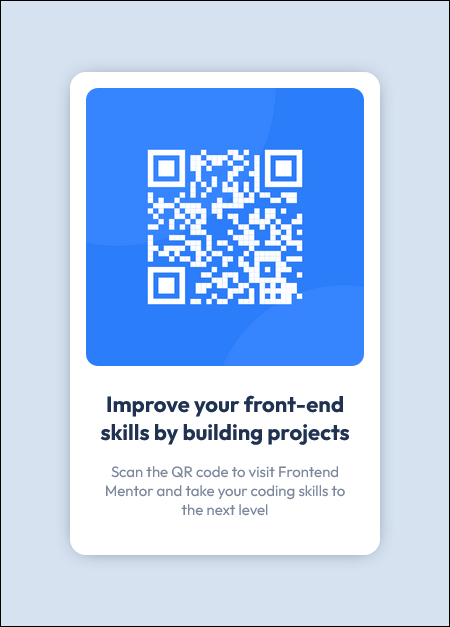 Improve your front-end
skills by building projects
Scan the QR code to visit Frontend
Mentor and take your coding skills to
the next level